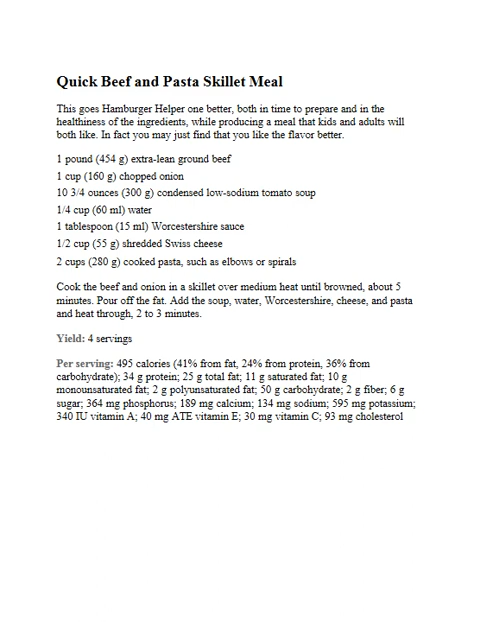 Quick Beef and Pasta Skillet Meal
This goes Hamburger Helper one better, both in time to prepare and in the
healthiness of the ingredients, while producing a meal that kids and adults will
both like. In fact you may just find that you like the flavor better.
1 pound (454 g) extra-lean ground beef
1 cup (160 g) chopped onion
10 3/4 ounces (300 g) condensed low-sodium tomato soup
1/4 cup (60 ml) water
1 tablespoon (15 ml) Worcestershire sauce
1/2 cup (55 g) shredded Swiss cheese
2 cups (280 g) cooked pasta, such as elbows or spirals
Cook the beef and onion in a skillet over medium heat until browned, about 5
minutes. Pour off the fat. Add the soup, water, Worcestershire, cheese, and pasta
and heat through, 2 to 3 minutes.
Yield: 4 servings
Per serving: 495 calories (41% from fat, 24% from protein, 36% from
carbohydrate); 34 g protein; 25 g total fat; 11 g saturated fat; 10 g
monounsaturated fat; 2 g polyunsaturated fat; 50 g carbohydrate; 2 g fiber; 6 g
sugar; 364 mg phosphorus; 189 mg calcium; 134 mg sodium; 595 mg potassium;
340 IU vitamin A; 40 mg ATE vitamin E; 30 mg vitamin C; 93 mg cholesterol